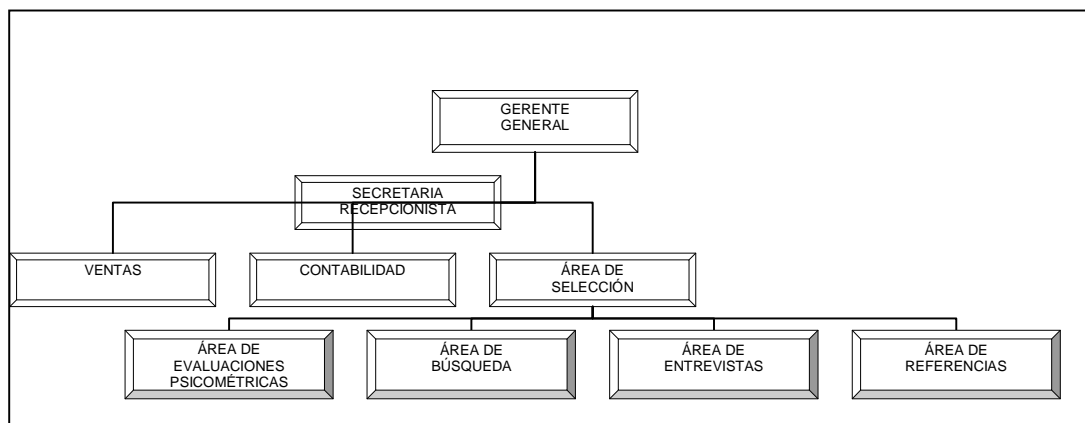 GERENTE
GENERAL
SECRETARIA
RECEPCIONISTA
VENTAS
CONTABILIDAD
ÁREA DE
SELECCIÓN
ÁREA DE
EVALUACIONES
PSICOMÉTRICAS
ÁREA DE
BÚSQUEDA
ÁREA DE
ENTREVISTAS
ÁREA DE
REFERENCIAS